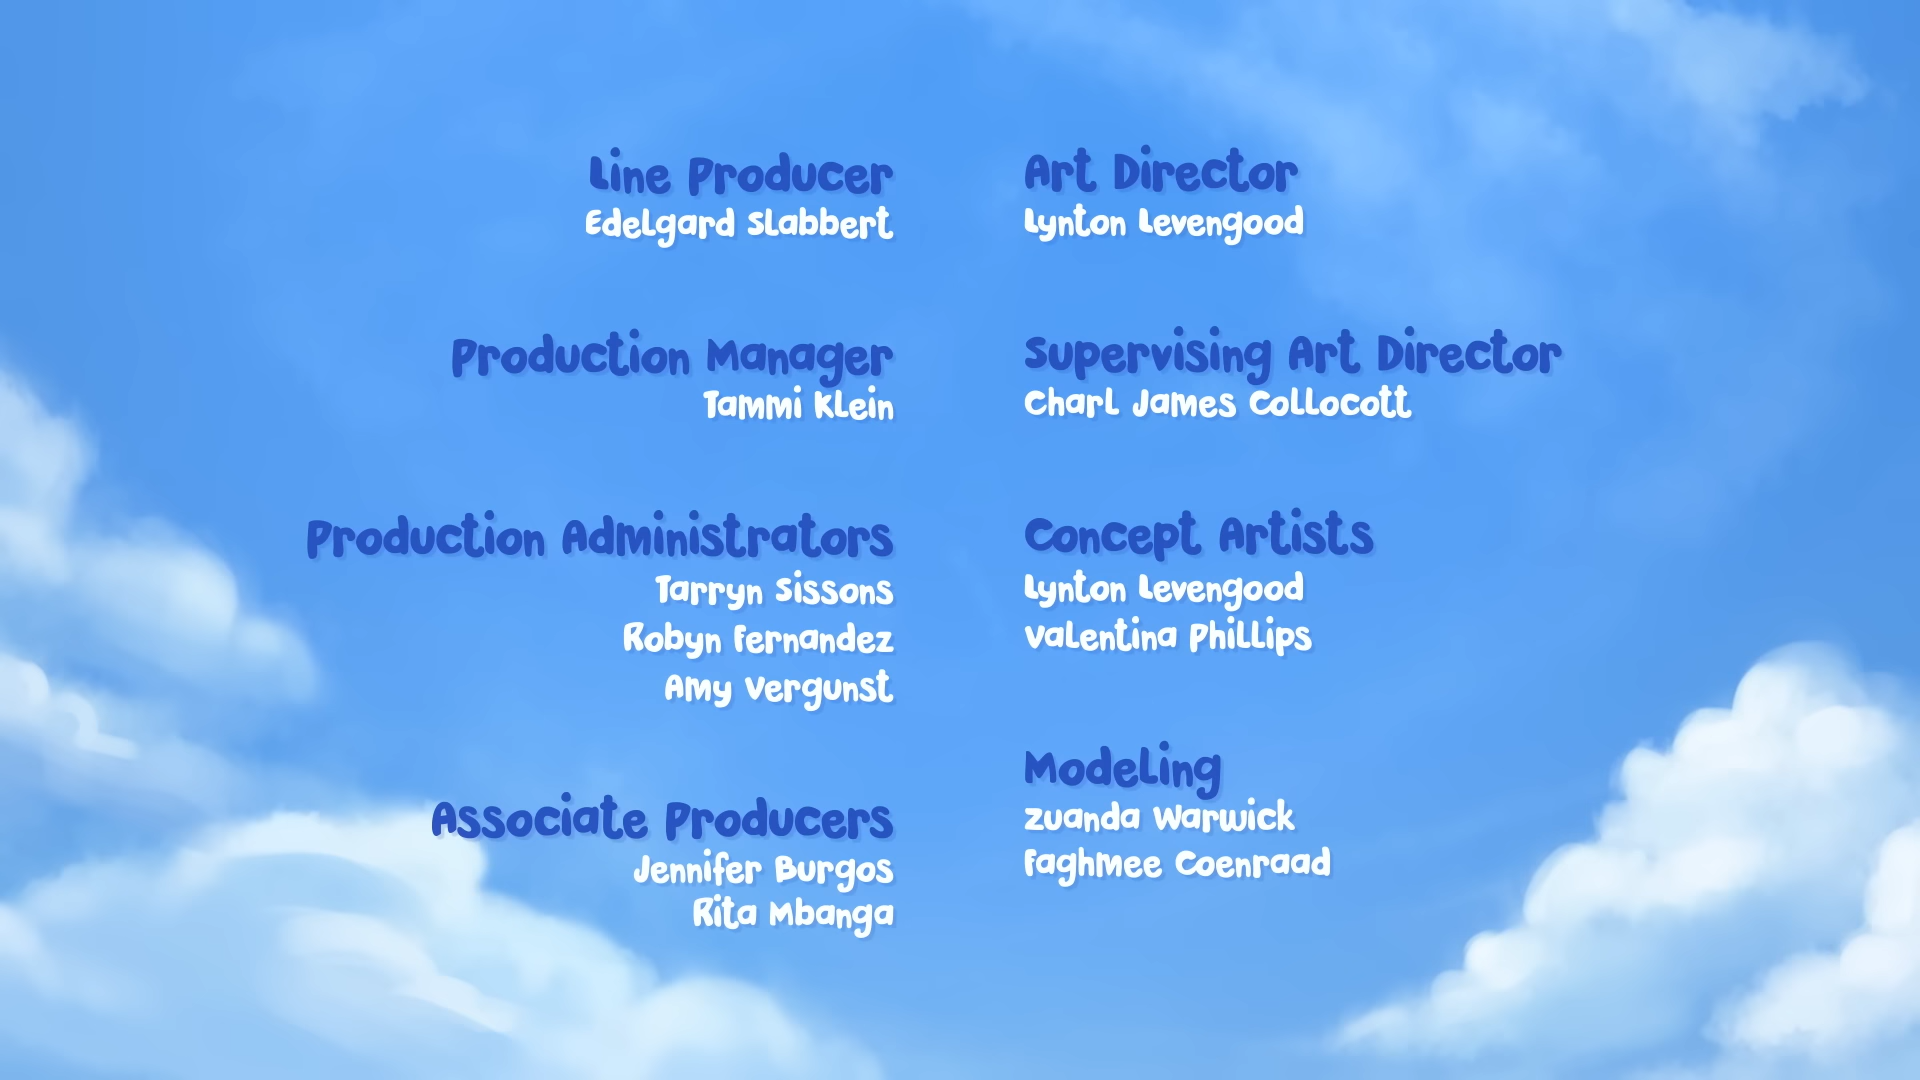 Line Producer
Edelgard Slabbert
Production Manager
Tammi Klein
Production Administrators
Tarryn Sissons
Robyn Fernandez
Amy Vergunst
Associate Producers
Jennifer Burgos
Rita Mbanga
Art Director
Lynton Levengood
Supervising Art Director
Charl James Collocott
Concept Artists
Lynton Levengood
Valentina Phillips
Modeling
Zuanda Warwick
Faghmee Coenraad